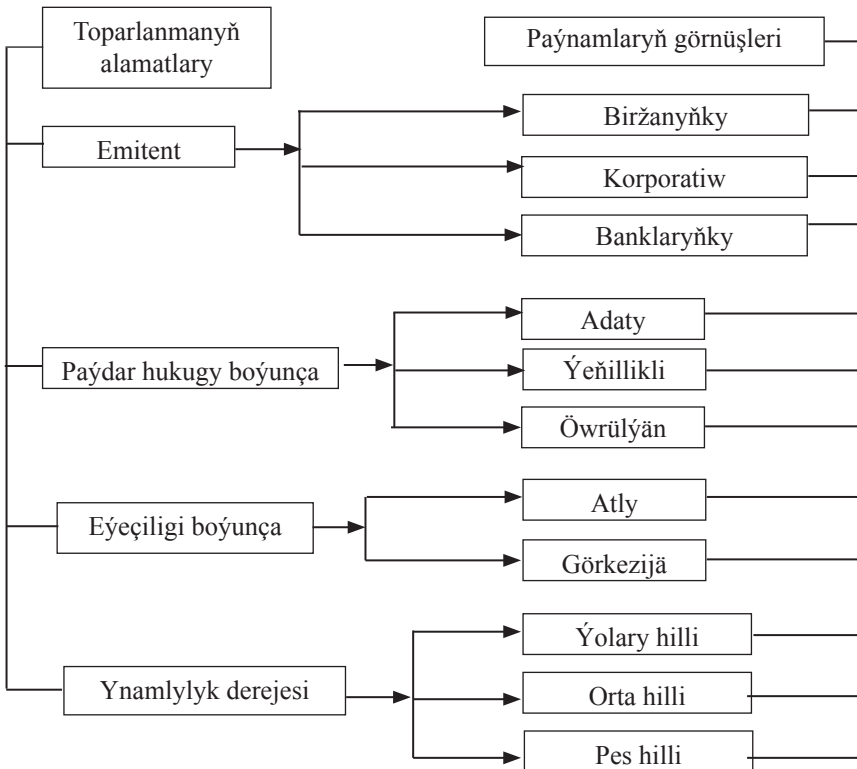 Toparlanmanyň
alamatlary
Paýnamlaryň görnüşleri
Emitent
Biržanyňky
Korporatiw
Banklaryňky
Paýdar hukugy boýunça
Adaty
Ýeňillikli
Öwrülýän
Eýeçiligi boýunça
Atly
Görkezijä
Ynamlylyk derejesi
Ýolary hilli
Orta hilli
Pes hilli